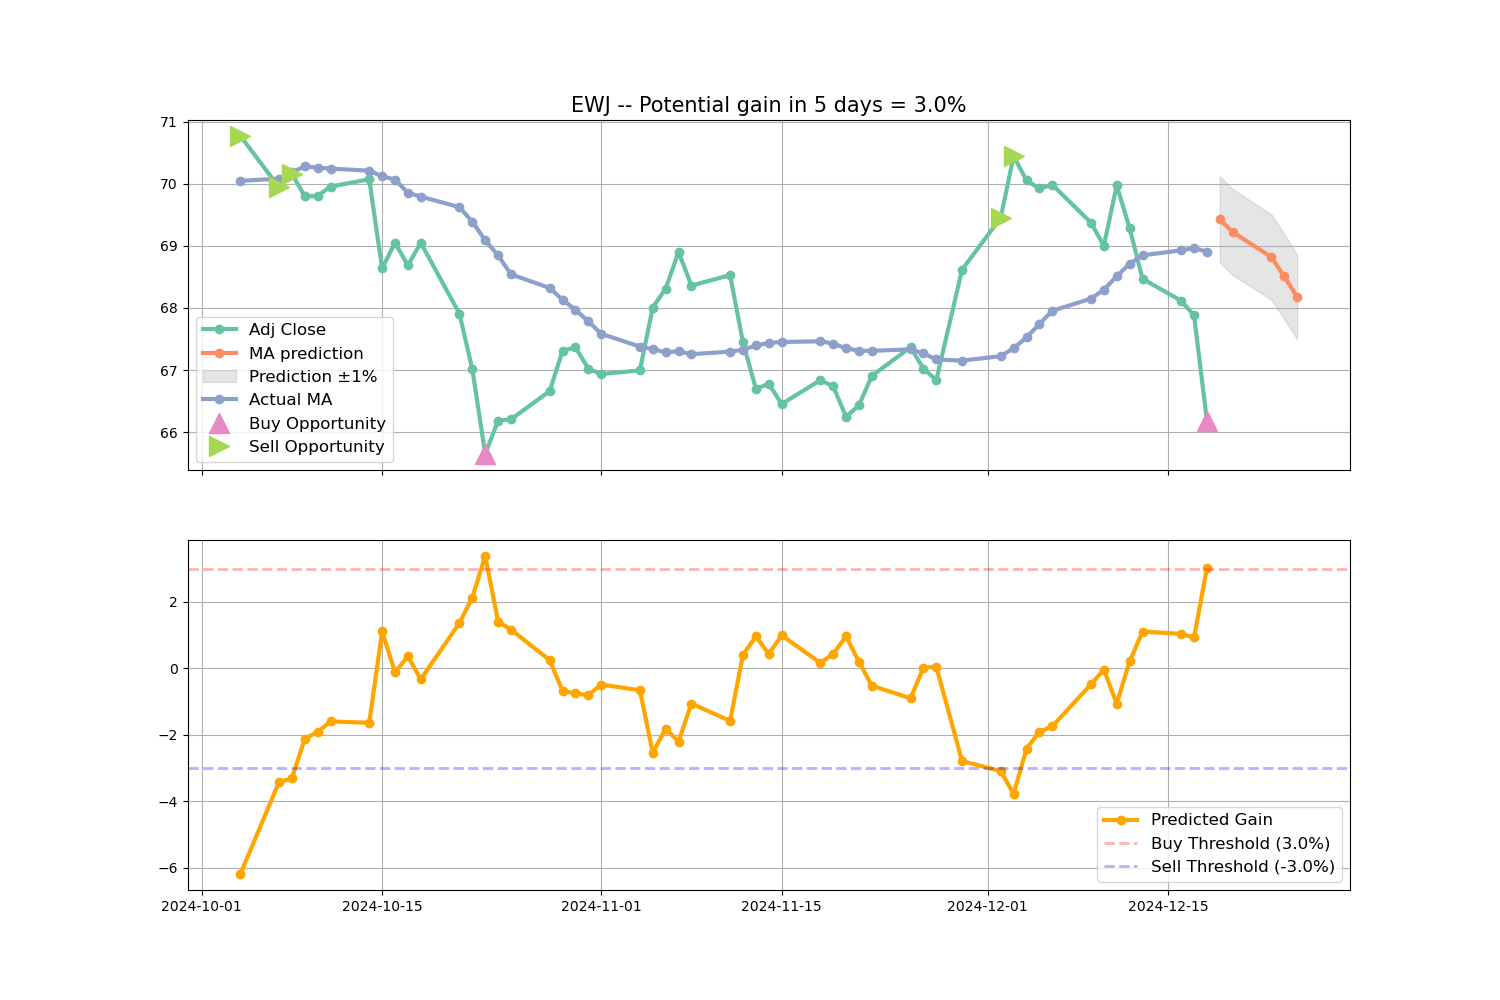 EWJ -- Potential gain in 5 days = 3.0%
71
70
69
68
67
66
Adj Close
MA prediction
Prediction ±1%
Actual MA
Buy Opportunity
Sell Opportunity
2
0
−2
−4
−6
Predicted Gain
Buy Threshold (3.0%)
Sell Threshold (-3.0%)
2024-10-01
2024-10-15
2024-11-01
2024-11-15
2024-12-01
2024-12-15